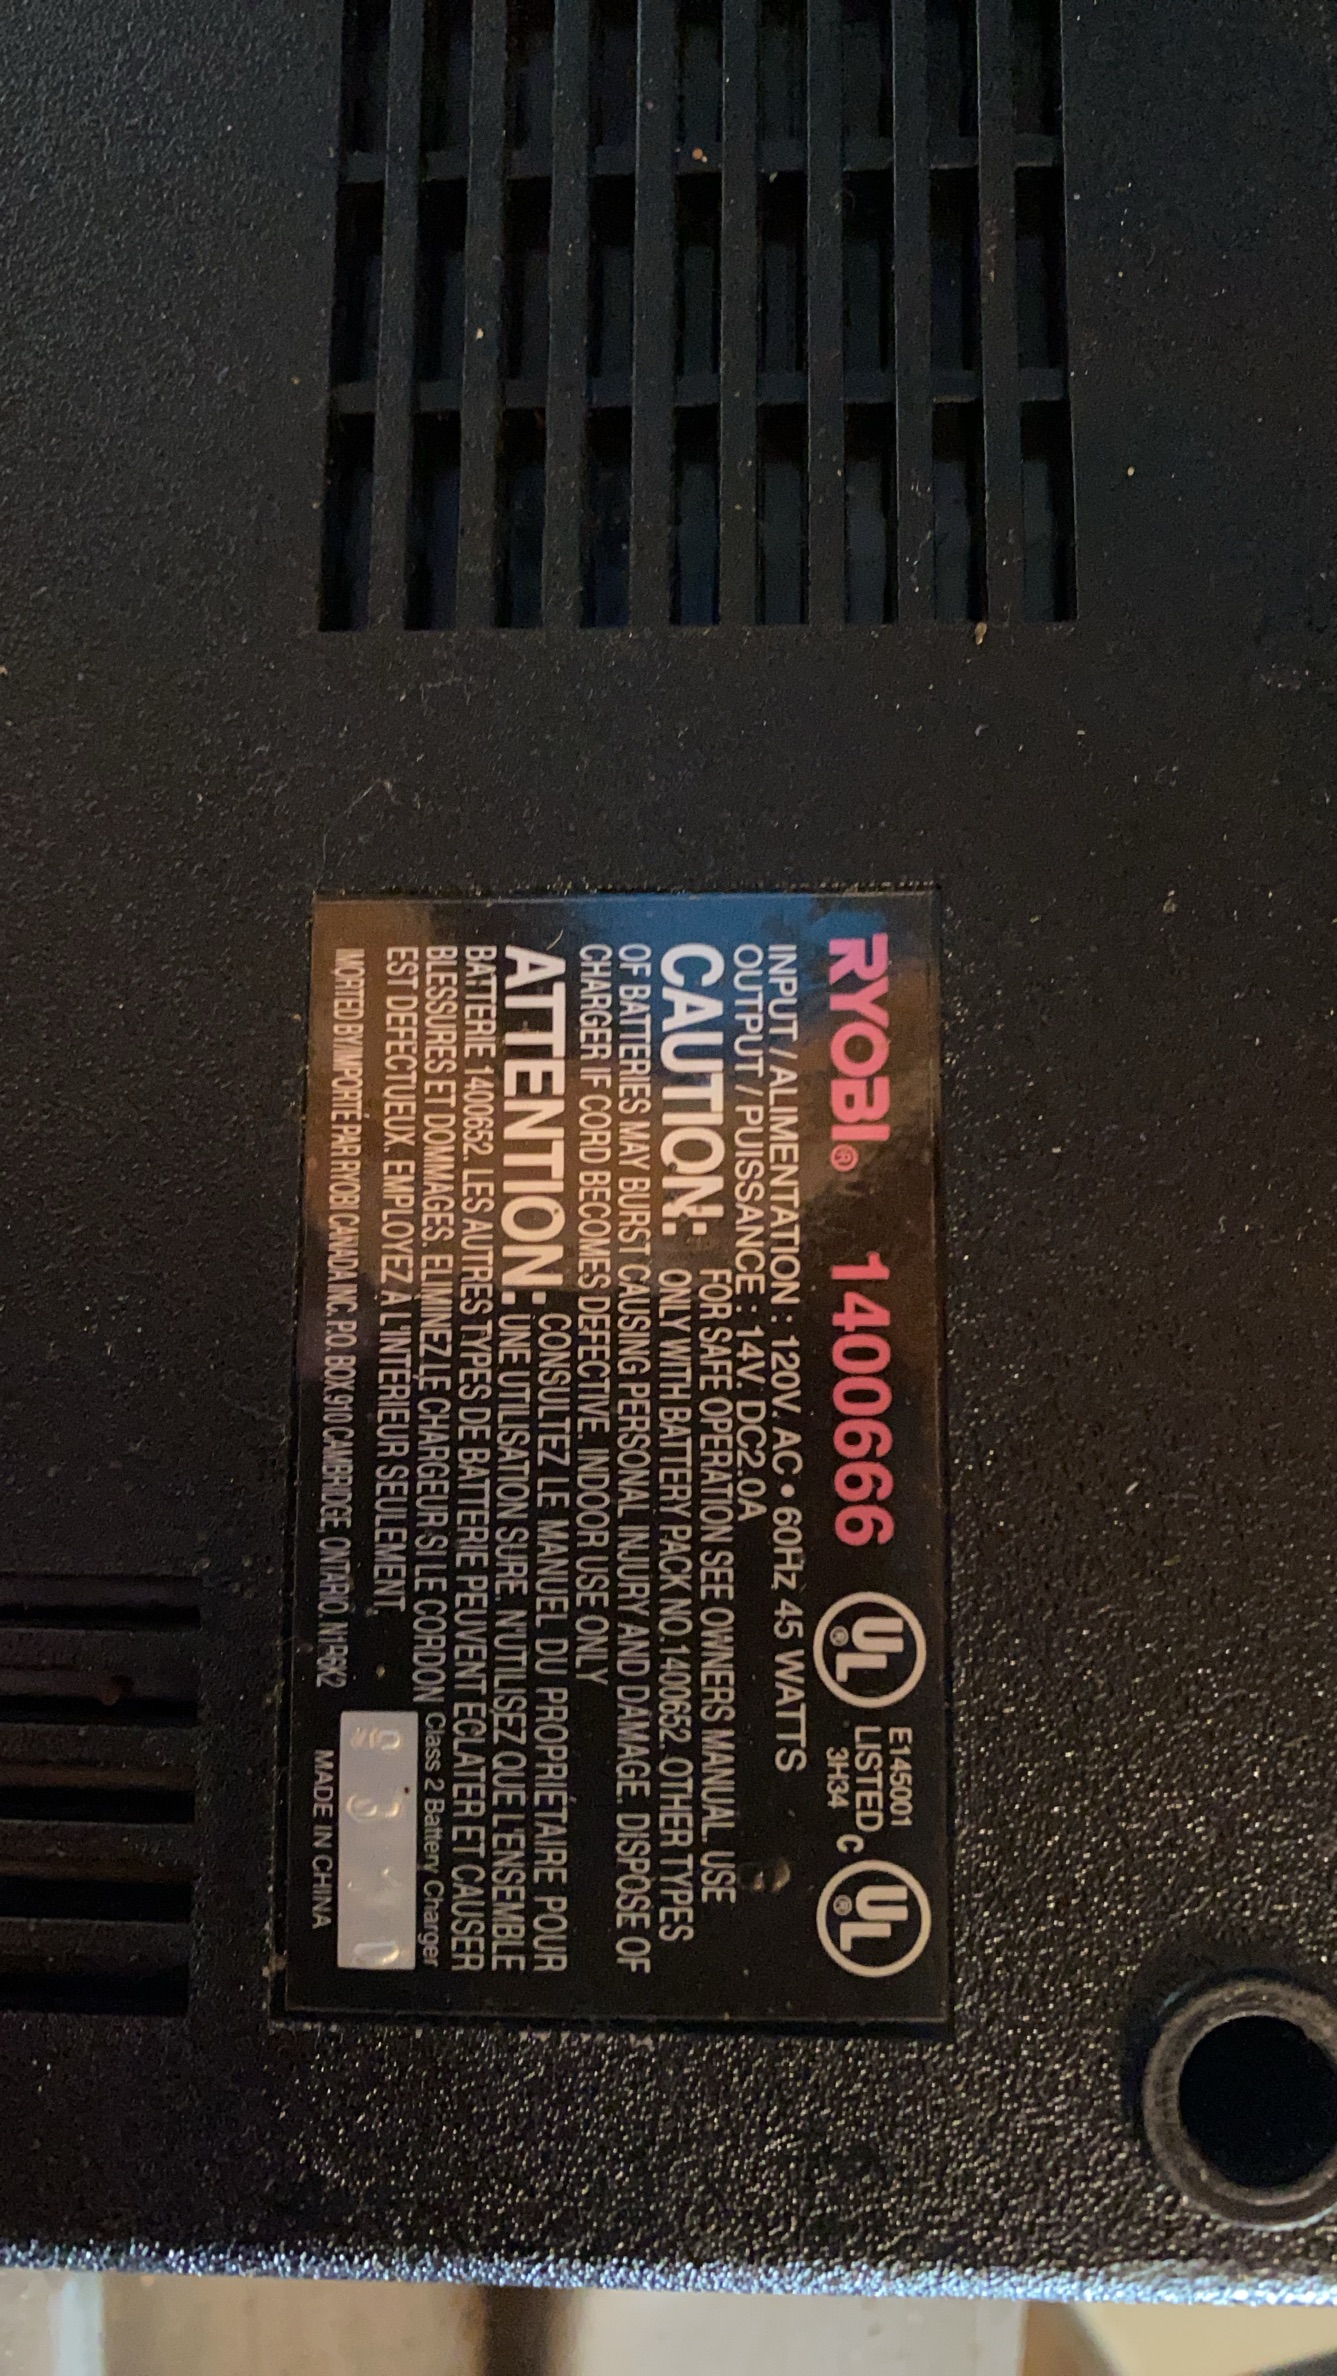 RYOBI® 1400666 UL® E145001 LISTED 3H34 C UL®
INPUT / ALIMENTATION : 120V. AC • 60Hz 45 WATTS
OUTPUT / PUISSANCE : 14V. DC2.0A
CAUTION: FOR SAFE OPERATION SEE OWNERS MANUAL. USE
ONLY WITH BATTERY PACK NO.1400652. OTHER TYPES
OF BATTERIES MAY BURST CAUSING PERSONAL INJURY AND DAMAGE. DISPOSE OF
CHARGER IF CORD BECOMES DEFECTIVE. INDOOR USE ONLY
ATTENTION: CONSULTEZ LE MANUEL DU PROPRIÉTAIRE POUR
UNE UTILISATION SURE. N'UTILISEZ QUE L'ENSEMBLE
BATTERIE 1400652. LES AUTRES TYPES DE BATTERIE PEUVENT ECLATER ET CAUSER
BLESSURES ET DOMMAGES. ELIMINEZ LE CHARGEUR SI LE CORDON Class 2 Battery Charger
EST DEFECTUEUX. EMPLOYEZ À L'INTERIEUR SEULEMENT.
IMORTED BY/IMPORTÉ PAR RYOBI CANADA INC. P.O. BOX 910 CAMBRIDGE, ONTARIO, N1R6K2 MADE IN CHINA